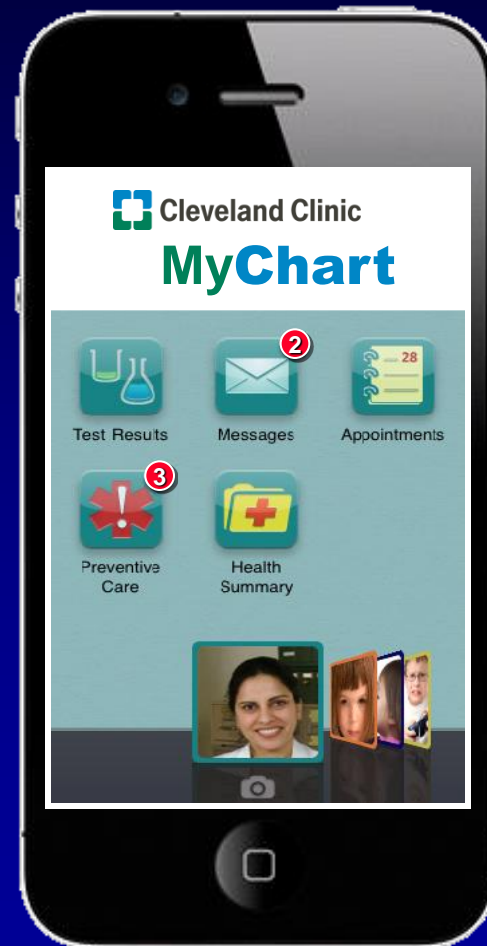 Cleveland Clinic
MyChart
2
28
Test Results
Messages
Appointments
3
Preventive
Care
Health
Summary